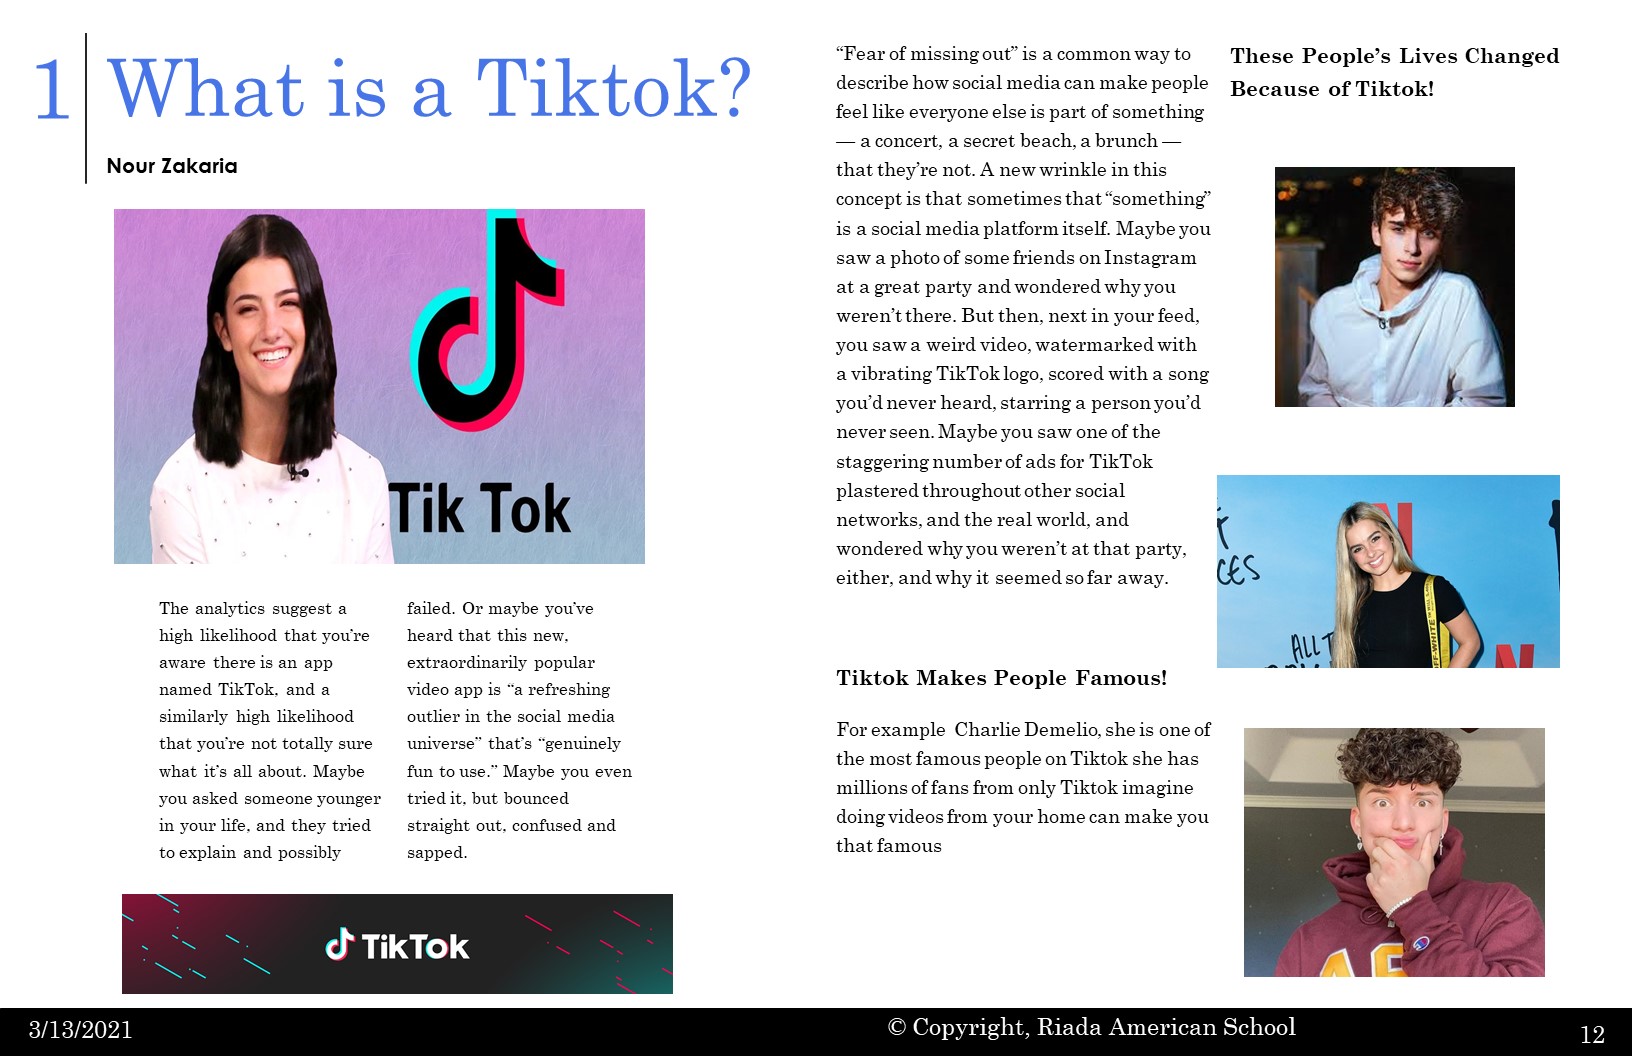 1
What is a Tiktok?
Nour Zakaria
Tik Tok
The analytics suggest a
high likelihood that you’re
aware there is an app
named TikTok, and a
similarly high likelihood
that you’re not totally sure
what it’s all about. Maybe
you asked someone younger
in your life, and they tried
to explain and possibly
failed. Or maybe you’ve
heard that this new,
extraordinarily popular
video app is “a refreshing
outlier in the social media
universe” that’s “genuinely
fun to use.” Maybe you even
tried it, but bounced
straight out, confused and
sapped.
TikTok
“Fear of missing out” is a common way to
describe how social media can make people
feel like everyone else is part of something
— a concert, a secret beach, a brunch —
that they’re not. A new wrinkle in this
concept is that sometimes that “something”
is a social media platform itself. Maybe you
saw a photo of some friends on Instagram
at a great party and wondered why you
weren’t there. But then, next in your feed,
you saw a weird video, watermarked with
a vibrating TikTok logo, scored with a song
you’d never heard, starring a person you’d
never seen. Maybe you saw one of the
staggering number of ads for TikTok
plastered throughout other social
networks, and the real world, and
wondered why you weren’t at that party,
either, and why it seemed so far away.
Tiktok Makes People Famous!
For example Charlie Demelio, she is one of
the most famous people on Tiktok she has
millions of fans from only Tiktok imagine
doing videos from your home can make you
that famous
These People’s Lives Changed
Because of Tiktok!
CES
ALL T
N
OFF-WHITE
N
3/13/2021
© Copyright, Riada American School
12